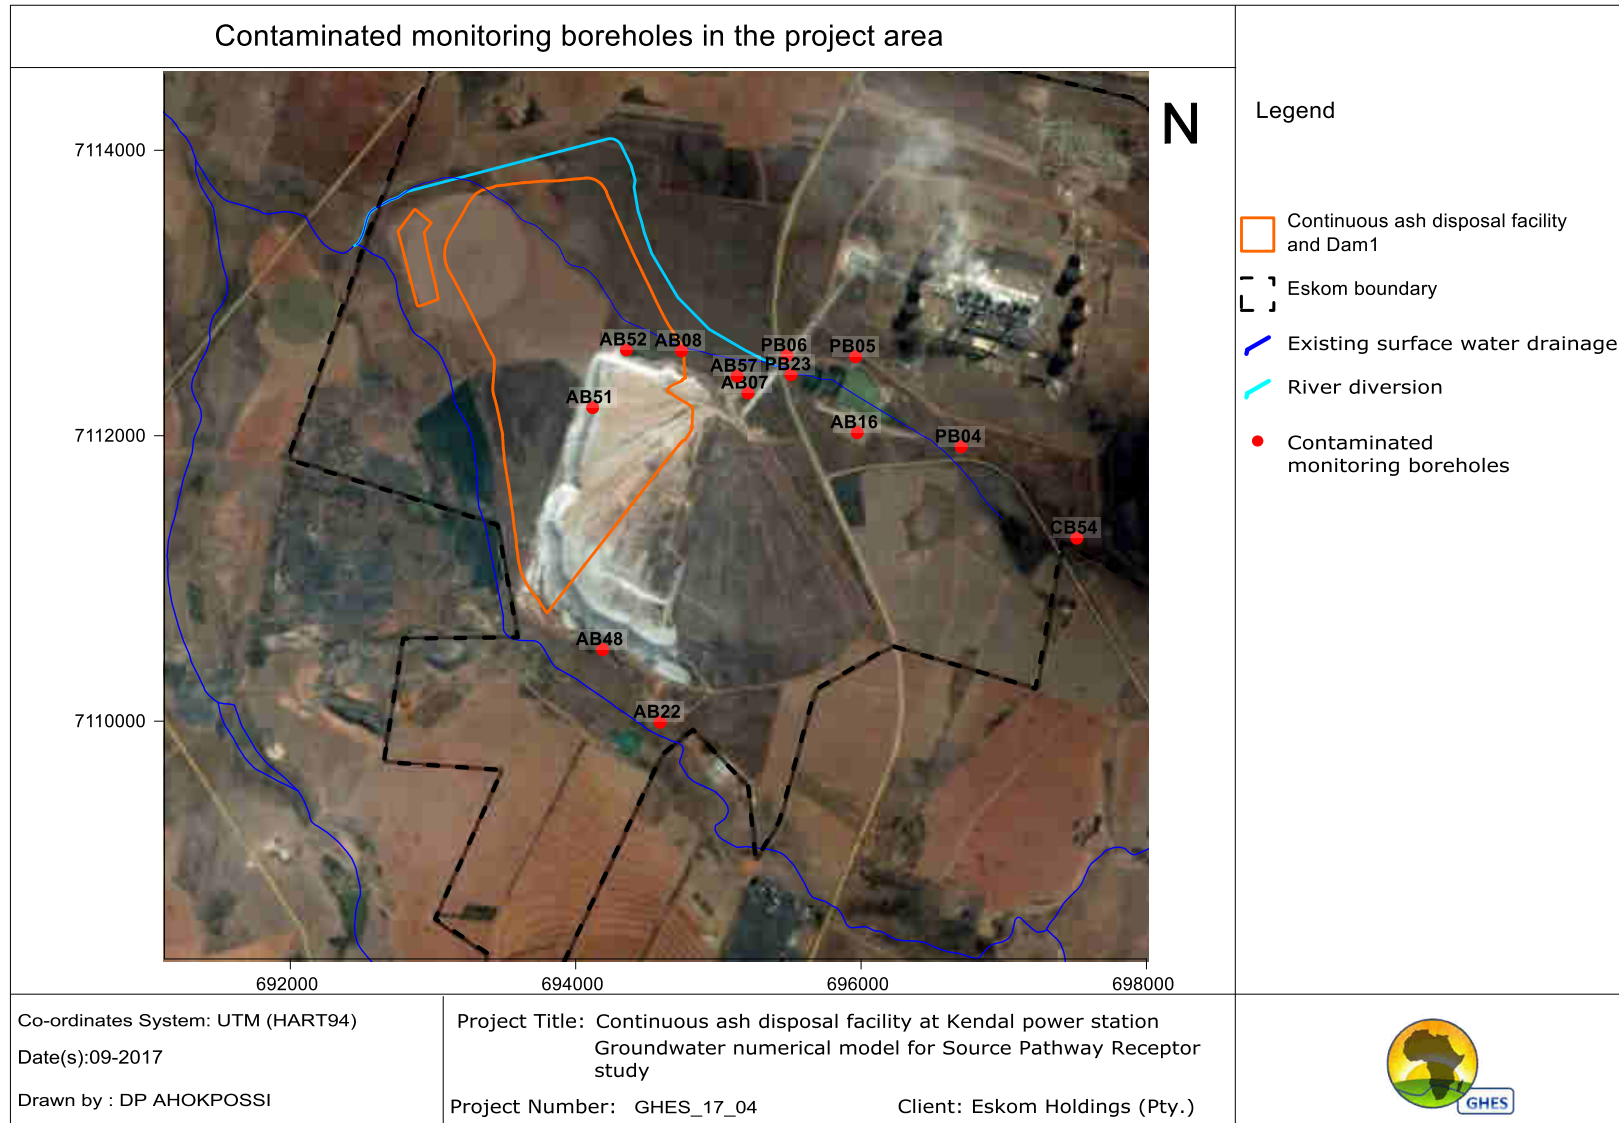 Contaminated monitoring boreholes in the project area
N
Legend
Continuous ash disposal facility
and Dam1
Eskom boundary
Existing surface water drainage
River diversion
Contaminated
monitoring boreholes
7114000
7112000
7110000
692000
694000
696000
698000
AB52
AB08
PB06
PB05
AB57
PB23
AB07
AB51
AB16
PB04
CB54
AB48
AB22
Co-ordinates System: UTM (HART94)
Date(s):09-2017
Drawn by : DP AHOKPOSSI
Project Title: Continuous ash disposal facility at Kendal power station
Groundwater numerical model for Source Pathway Receptor
study
Project Number: GHES_17_04
Client: Eskom Holdings (Pty.)
GHES